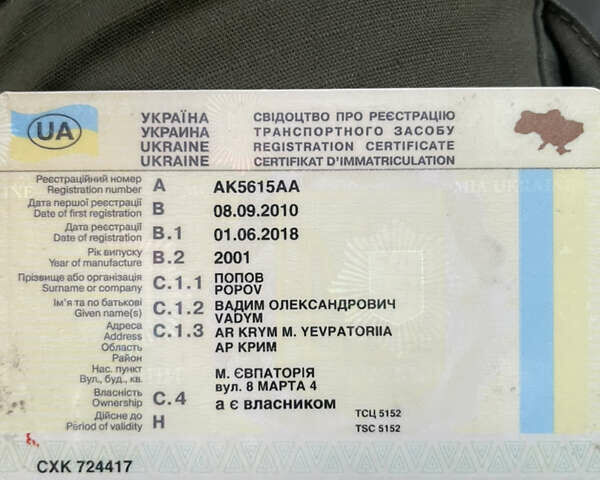 UA
УКРАЇНА СВІДОЦТВО ПРО РЕЄСТРАЦІЮ
УКРАИНА ТРАНСПОРТНОГО ЗАСОБУ
UKRAINE REGISTRATION CERTIFICATE
UKRAINE CERTIFIKAT D'IMMATRICULATION
Реєстраційний номер
Registration number A AK5615AA
Дата першої реєстрації
Date of first registration B 08.09.2010
Дата реєстрації
Date of registration B.1 01.06.2018
Рік випуску
Year of manufacture B.2 2001
Прізвище або організація C.1.1 ПОПОВ
Surname or company POPOV
Ім'я та по батькові C.1.2 ВАДИМ ОЛЕКСАНДРОВИЧ
Given name(s) VADYM
Адреса C.1.3 AR KRYM M. YEVPATORIIA
Address
Область АР КРИМ
Район
Нас. пункт М. ЄВПАТОРІЯ
Вул., буд., кв. вул. 8 МАРТА 4
Власність
Ownership C.4 а є власником
Дійсне до ТСЦ 5152
Period of validity H TSC 5152
СХК 724417